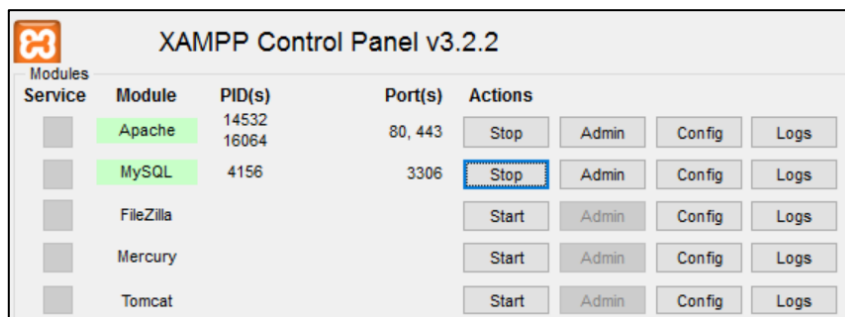 XAMPP Control Panel v3.2.2
Modules
Service Module PID(s) Port(s) Actions
Apache 14532 16064 80, 443 Stop Admin Config Logs
MySQL 4156 3306 Stop Admin Config Logs
FileZilla Start Admin Config Logs
Mercury Start Admin Config Logs
Tomcat Start Admin Config Logs